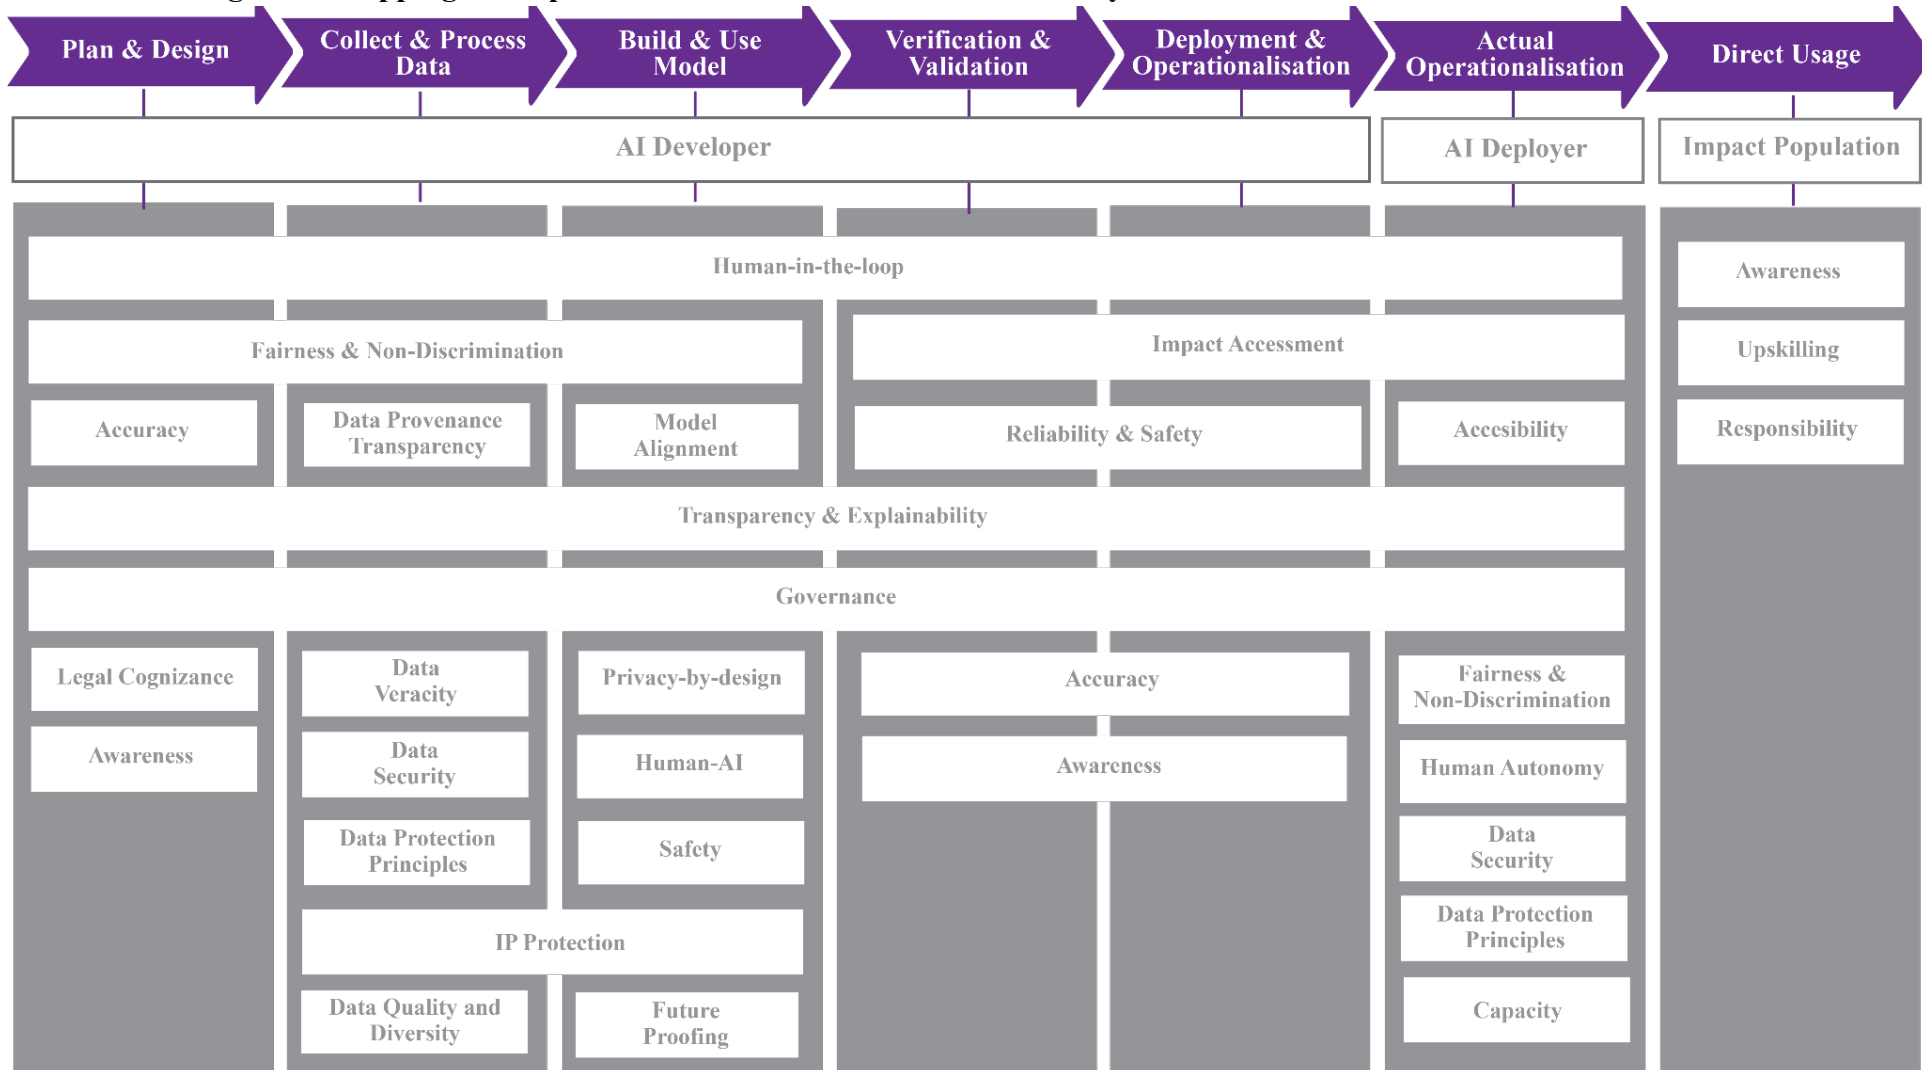 Plan & Design
Collect & Process
Data
Build & Use
Model
Verification &
Validation
Deployment &
Operationalisation
Actual
Operationalisation
Direct Usage
AI Developer
AI Deployer
Impact Population
Human-in-the-loop
Awareness
Fairness & Non-Discrimination
Impact Accessment
Upskilling
Accuracy
Data Provenance
Transparency
Model
Alignment
Reliability & Safety
Accesibility
Responsibility
Transparency & Explainability
Governance
Legal Cognizance
Data
Veracity
Privacy-by-design
Accuracy
Fairness &
Non-Discrimination
Awareness
Data
Security
Human-AI
Awareness
Human Autonomy
Data Protection
Principles
Safety
Data
Security
IP Protection
Data Protection
Principles
Data Quality and
Diversity
Future
Proofing
Capacity